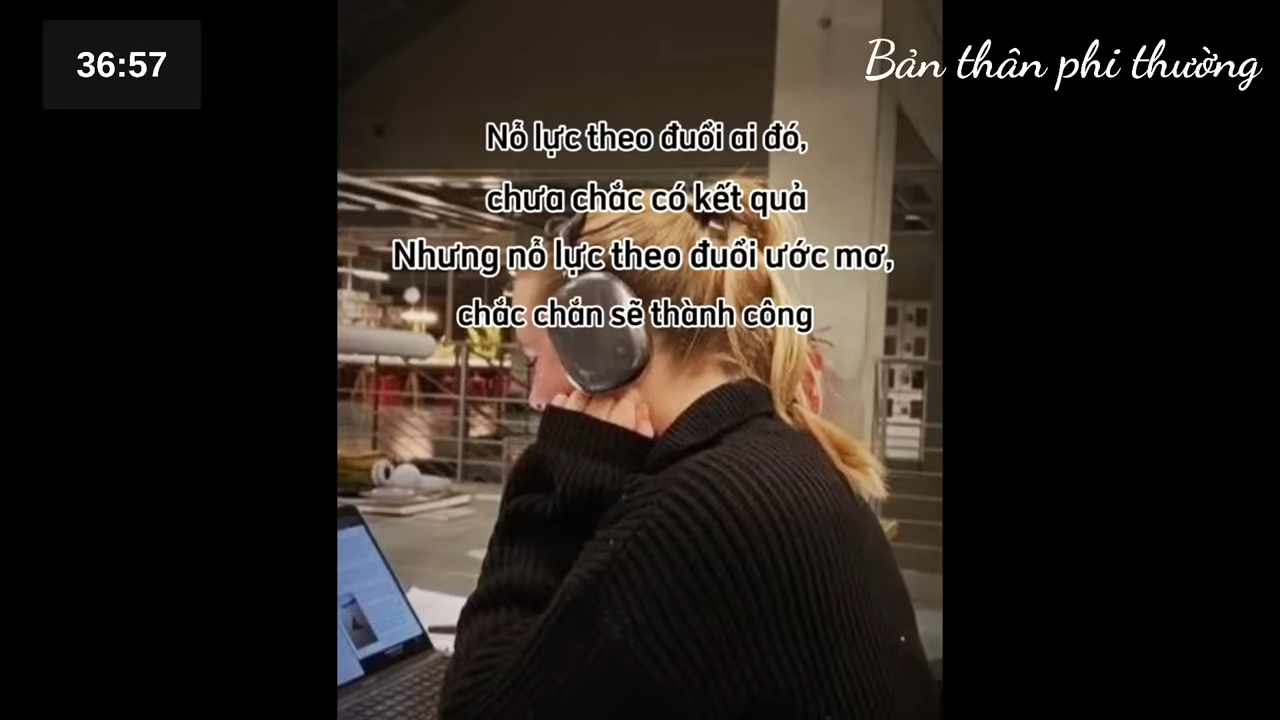 36:57
Bản thân phi thường
Nỗ lực theo đuổi ai đó,
chưa chắc có kết quả
Nhưng nỗ lực theo đuổi ước mơ,
chắc chắn sẽ thành công